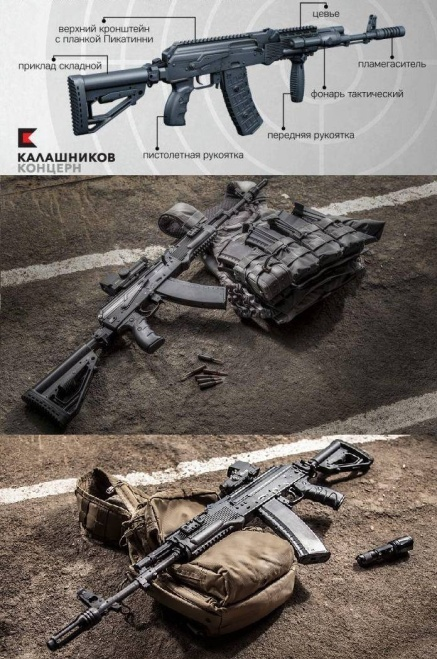 цевье
верхний кронштейн
с планкой Пикатинни
приклад складной
пламегаситель
фонарь тактический
передняя рукоятка
пистолетная рукоятка
КАЛАШНИКОВ
КОНЦЕРН